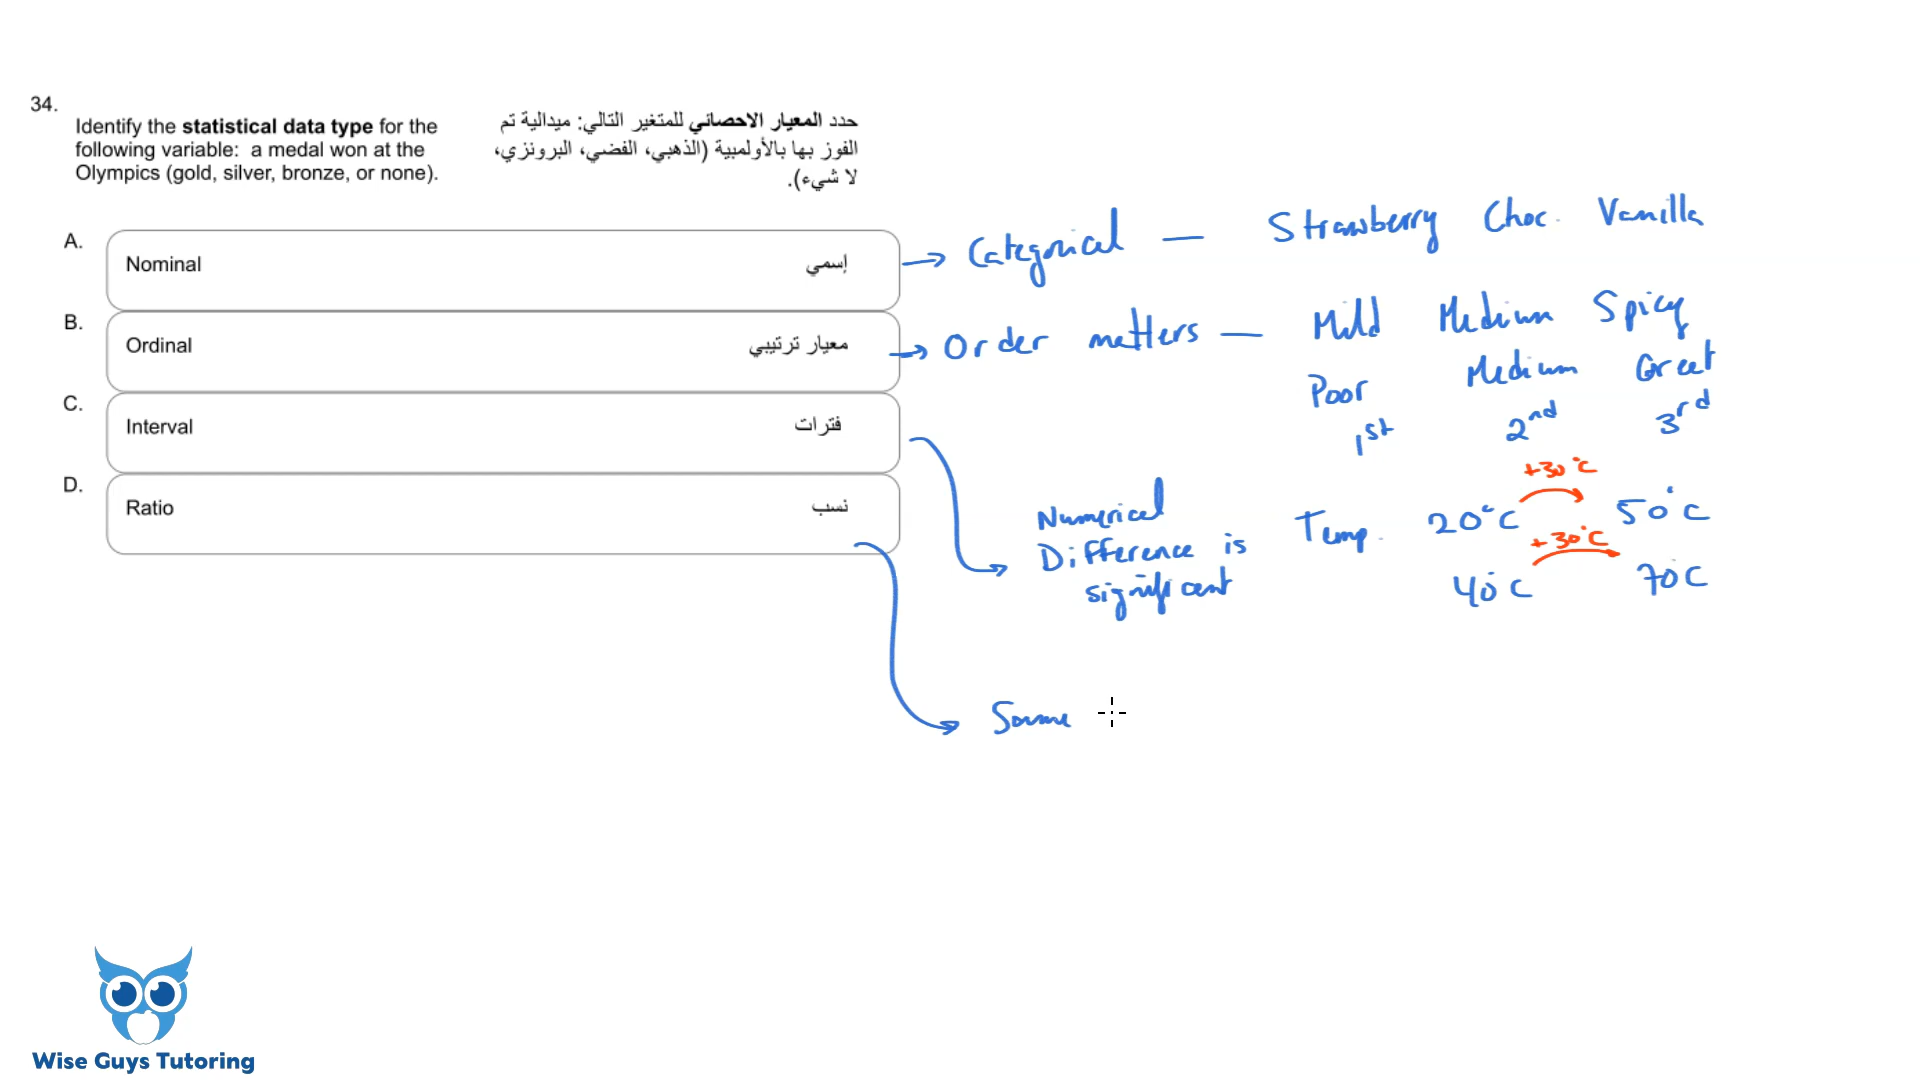 34.
Identify the statistical data type for the
following variable: a medal won at the
Olympics (gold, silver, bronze, or none).
حدد المعيار الاحصائي للمتغير التالي: ميدالية تم
الفوز بها بالأولمبية (الذهبي، الفضي، البرونزي،
لا شيء).
A.
Nominal إسمي
B.
Ordinal معيار ترتيبي
C.
Interval فترات
D.
Ratio نسب
Categorical — Strawberry Choc. Vanilla
Order matters — Mild Medium Spicy
Poor Medium Great
1st 2nd 3rd
+30°C
Numerical
Difference is
significant
Temp. 20°C 50°C
+30°C
40°C 70°C
Same
Wise Guys Tutoring